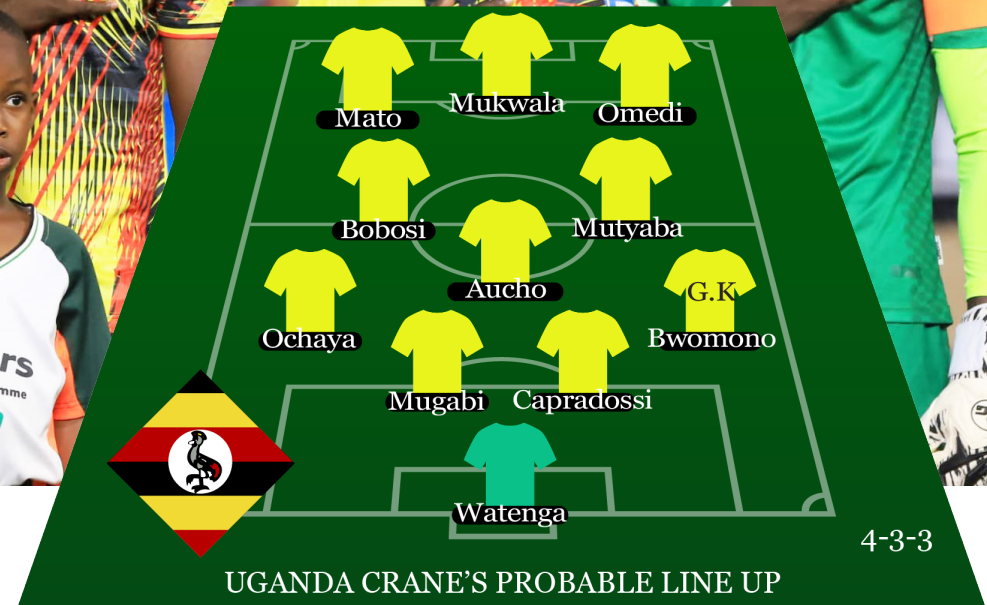 Mato
Mukwala
Omedi
Bobosi
Mutyaba
Aucho
Ochaya
G.K
Bwomono
Mugabi
Capradossi
rs
mme
Watenga
4-3-3
UGANDA CRANE'S PROBABLE LINE UP